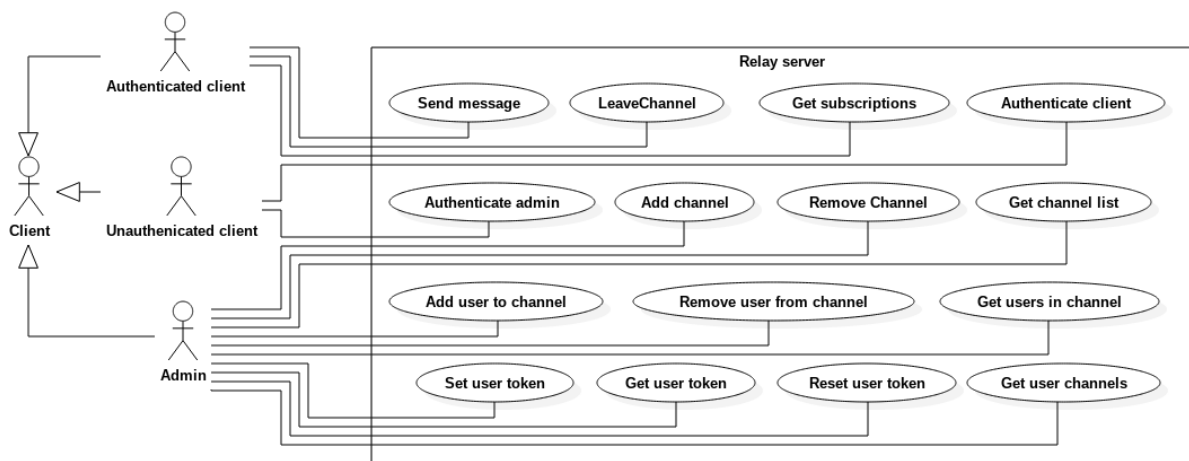 Relay server
Authenticated client
Send message
LeaveChannel
Get subscriptions
Authenticate client
Client
Unauthenicated client
Authenticate admin
Add channel
Remove Channel
Get channel list
Add user to channel
Remove user from channel
Get users in channel
Admin
Set user token
Get user token
Reset user token
Get user channels